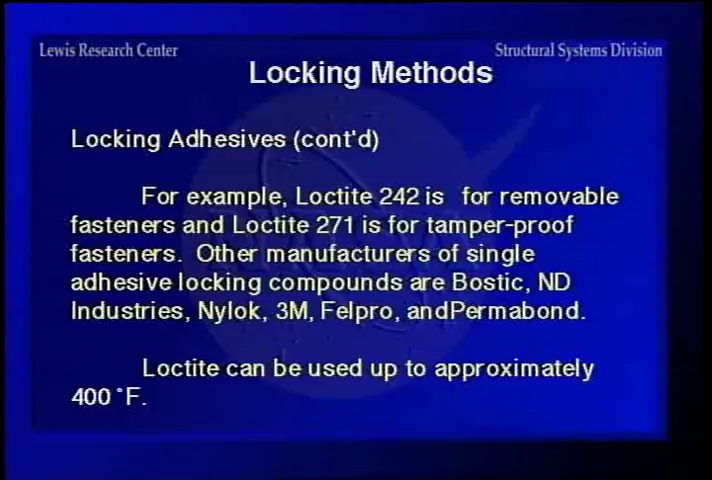 Lewis Research Center
Structural Systems Division
Locking Methods
Locking Adhesives (cont'd)
For example, Loctite 242 is for removable
fasteners and Loctite 271 is for tamper-proof
fasteners. Other manufacturers of single
adhesive locking compounds are Bostic, ND
Industries, Nylok, 3M, Felpro, andPermabond.
Loctite can be used up to approximately
400 °F.